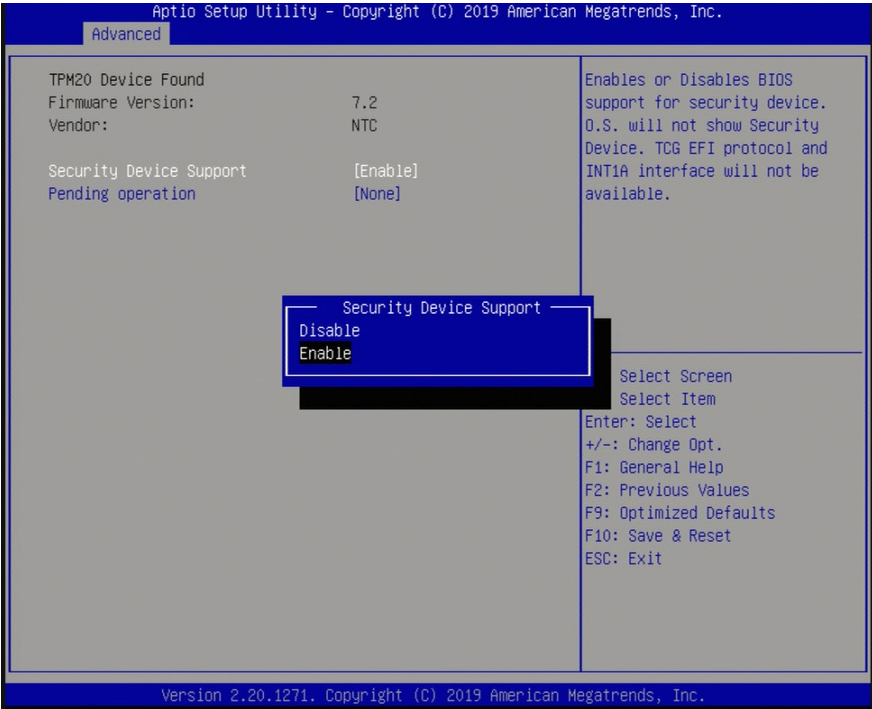 Aptio Setup Utility – Copyright (C) 2019 American Megatrends, Inc.
Advanced
TPM20 Device Found
Firmware Version: 7.2
Vendor: NTC
Security Device Support [Enable]
Pending operation [None]
Enables or Disables BIOS
support for security device.
O.S. will not show Security
Device. TCG EFI protocol and
INT1A interface will not be
available.
Security Device Support
Disable
Enable
Select Screen
Select Item
Enter: Select
+/-: Change Opt.
F1: General Help
F2: Previous Values
F9: Optimized Defaults
F10: Save & Reset
ESC: Exit
Version 2.20.1271. Copyright (C) 2019 American Megatrends, Inc.